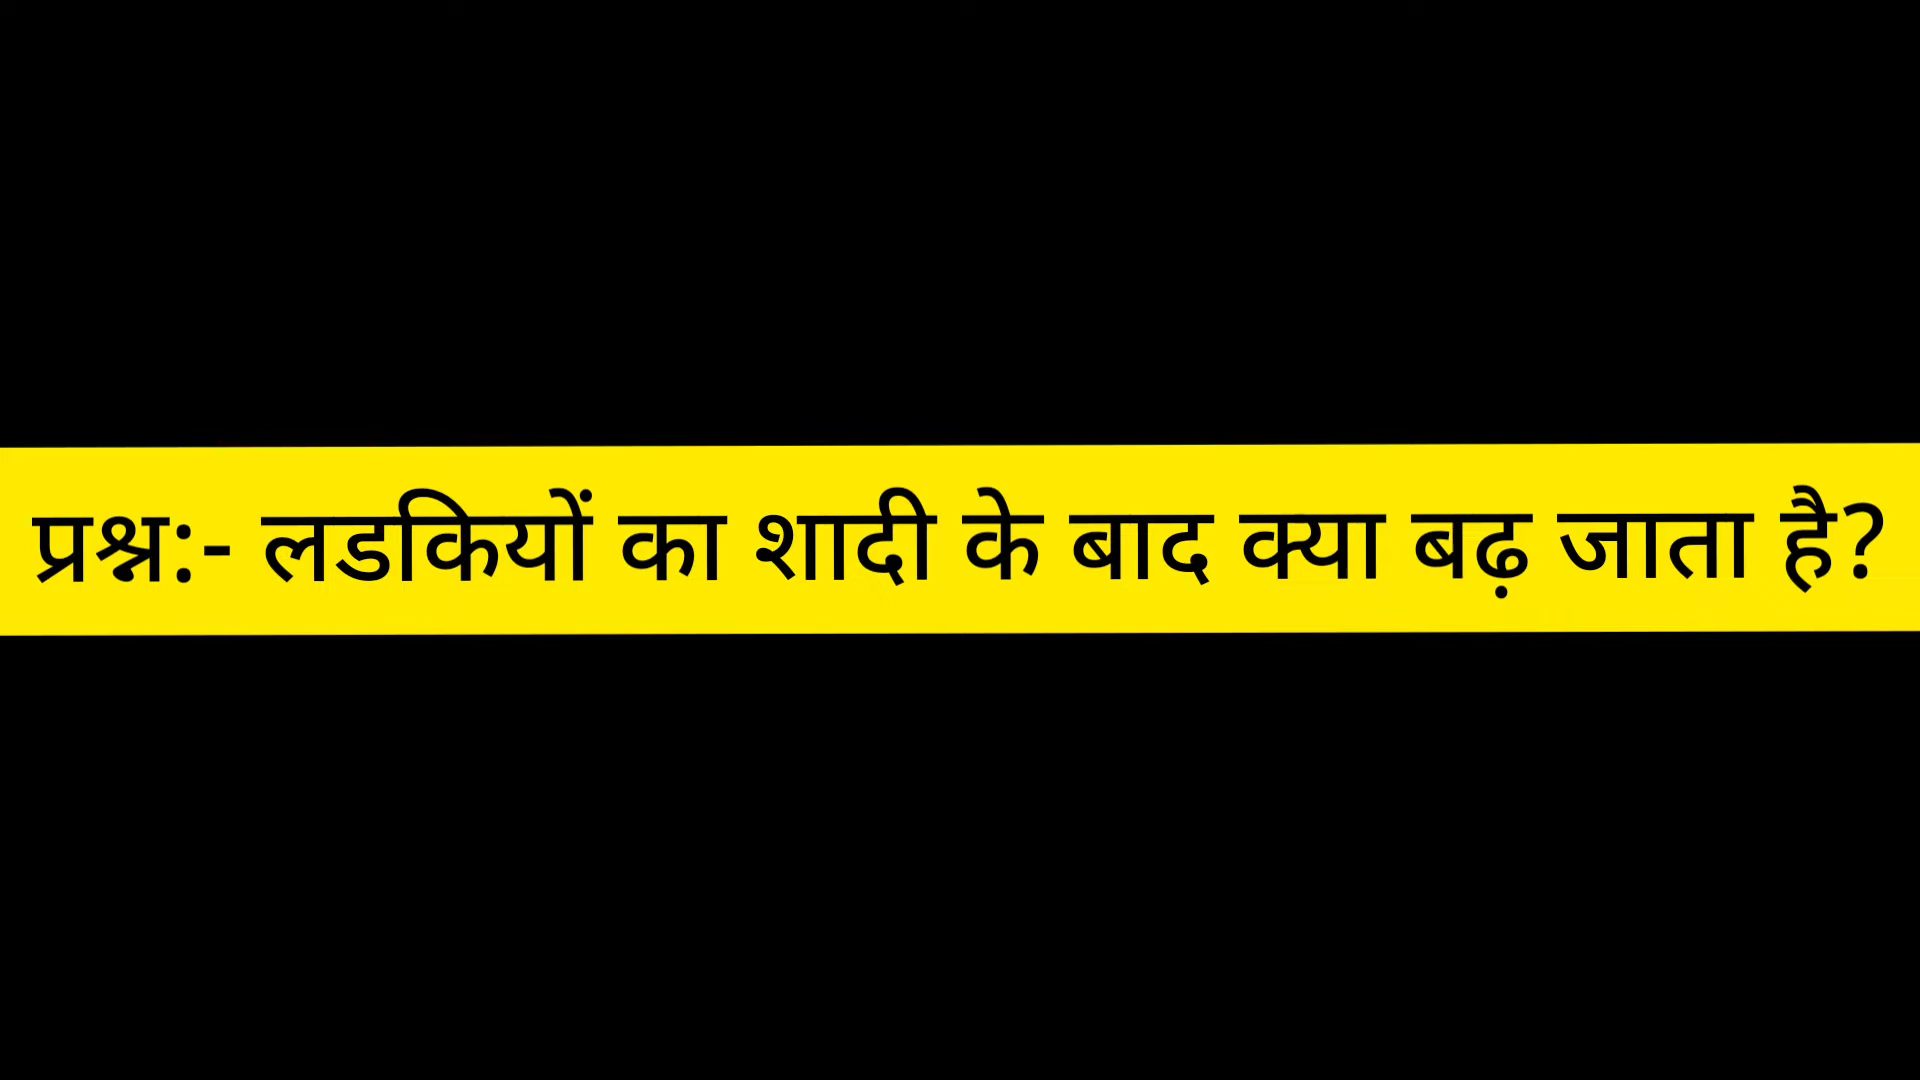 प्रश्न:- लडकियों का शादी के बाद क्या बढ़ जाता है?